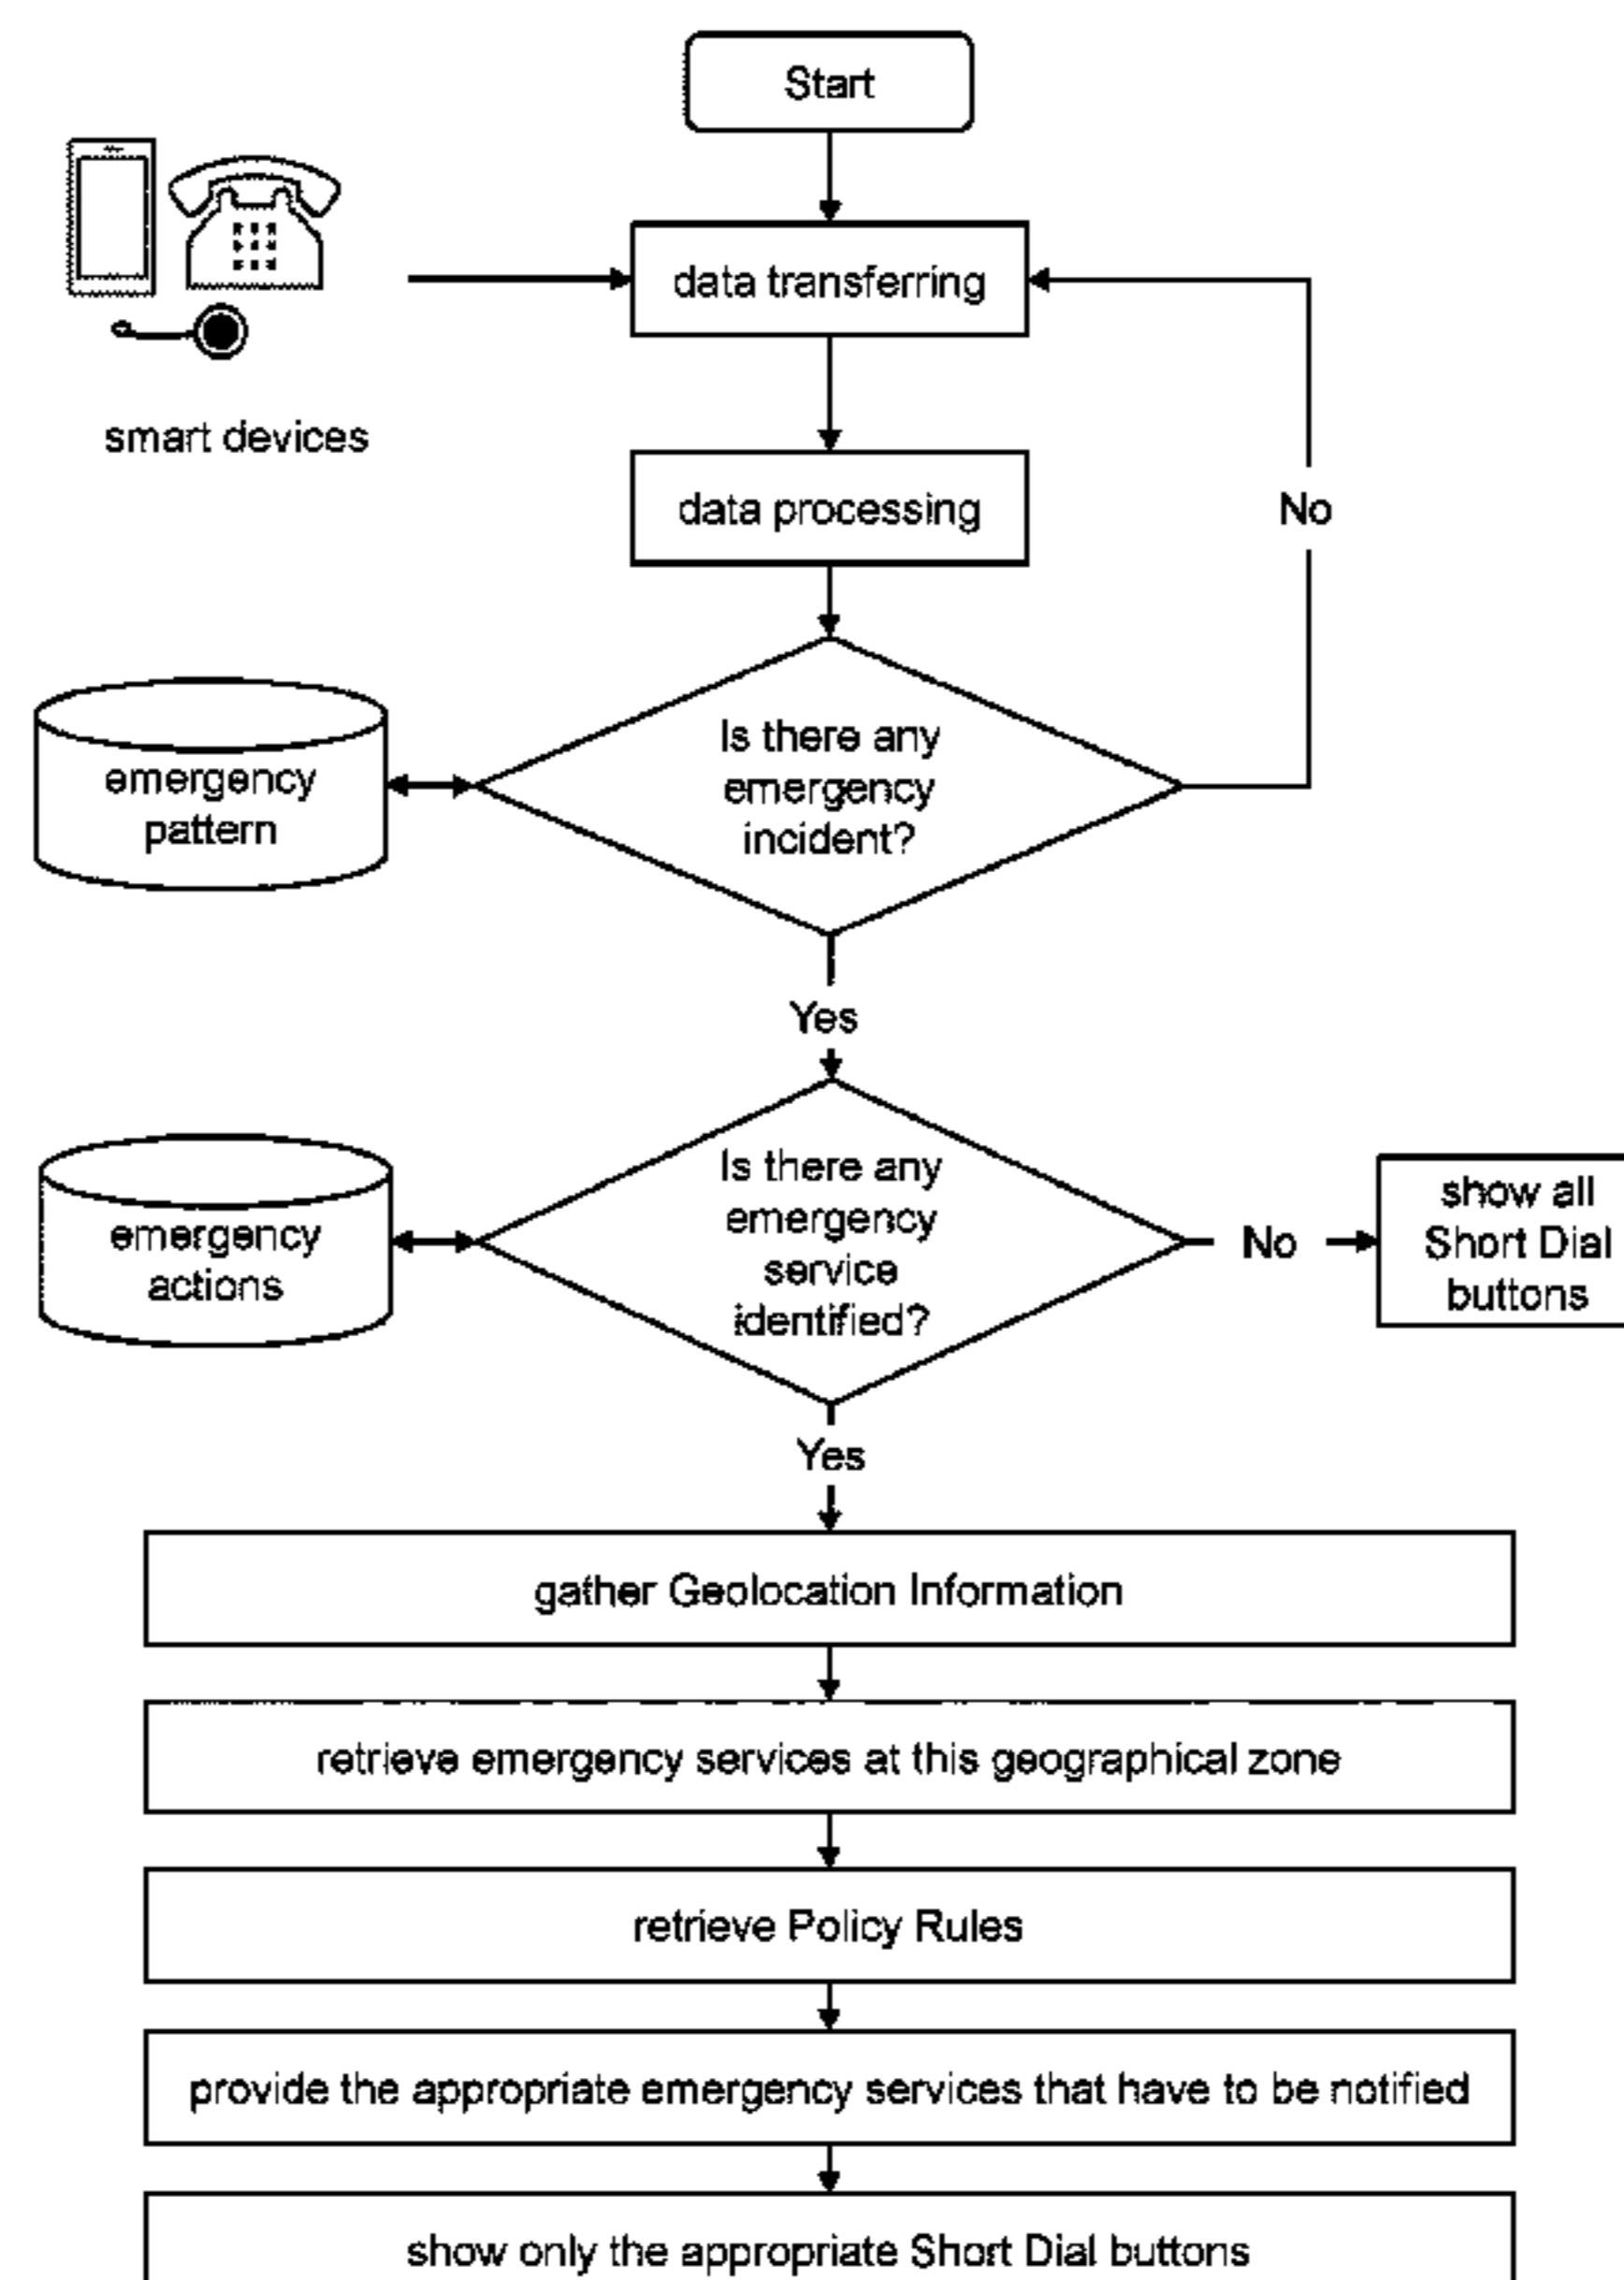 Start
data transferring
smart devices
data processing
No
Is there any
emergency
incident?
emergency
pattern
Yes
Is there any
emergency
service
identified?
emergency
actions
No
show all
Short Dial
buttons
Yes
gather Geolocation Information
retrieve emergency services at this geographical zone
retrieve Policy Rules
provide the appropriate emergency services that have to be notified
show only the appropriate Short Dial buttons